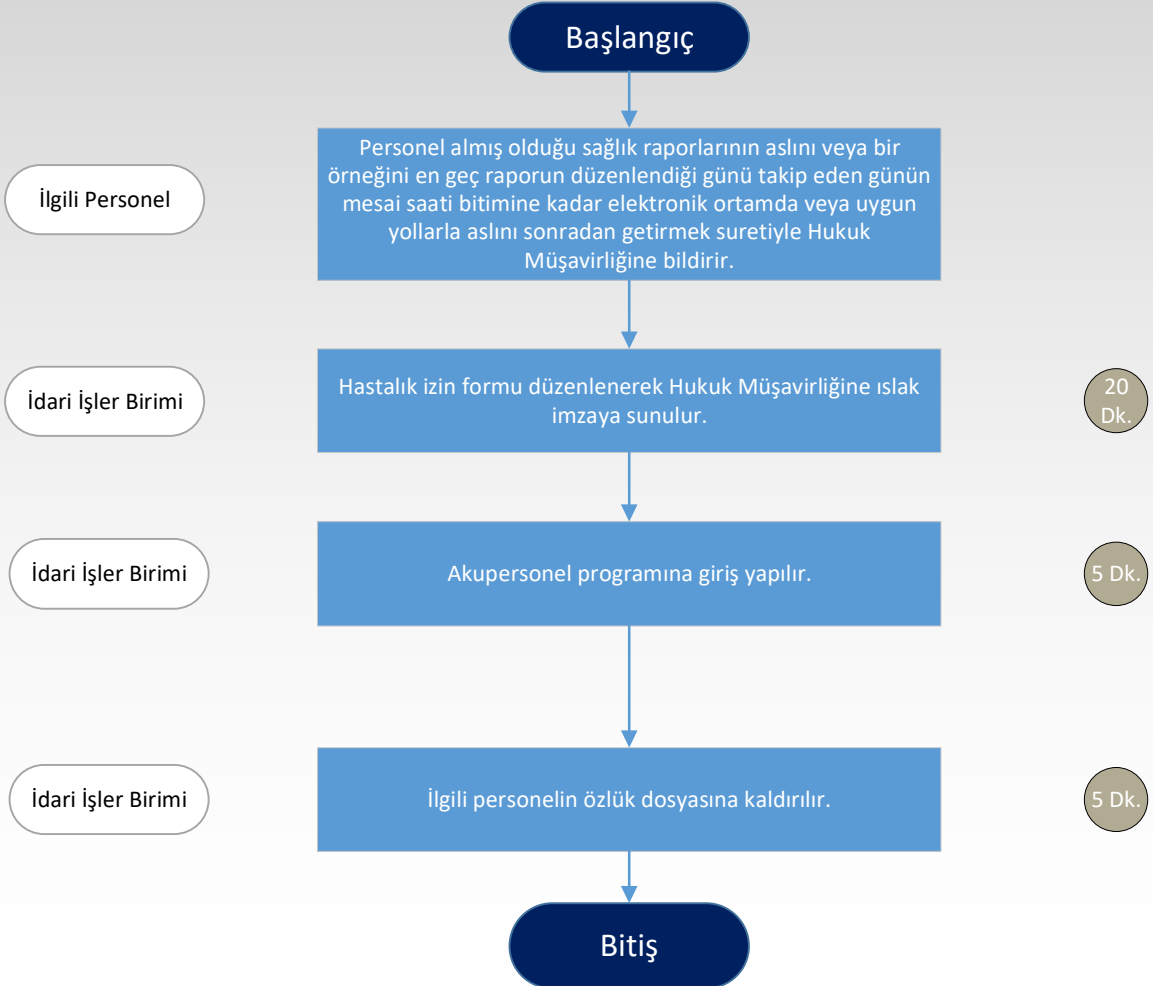 Başlangıç
İlgili Personel
Personel almış olduğu sağlık raporlarının aslını veya bir
örneğini en geç raporun düzenlendiği günü takip eden günün
mesai saati bitimine kadar elektronik ortamda veya uygun
yollarla aslını sonradan getirmek suretiyle Hukuk
Müşavirliğine bildirir.
İdari İşler Birimi
Hastalık izin formu düzenlenerek Hukuk Müşavirliğine ıslak
imzaya sunulur.
20
Dk.
İdari İşler Birimi
Akupersonel programına giriş yapılır.
5 Dk.
İdari İşler Birimi
İlgili personelin özlük dosyasına kaldırılır.
5 Dk.
Bitiş